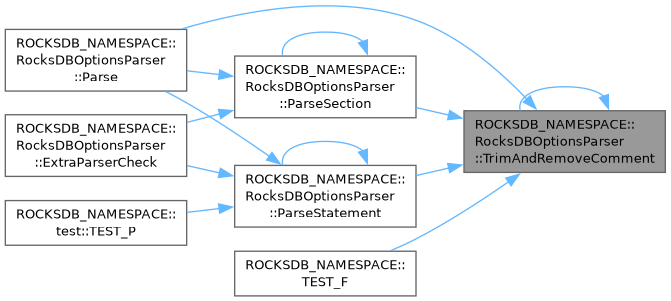 ROCKSDB_NAMESPACE::
RocksDBOptionsParser
::Parse
ROCKSDB_NAMESPACE::
RocksDBOptionsParser
::ExtraParserCheck
ROCKSDB_NAMESPACE::
test::TEST_P
ROCKSDB_NAMESPACE::
RocksDBOptionsParser
::ParseSection
ROCKSDB_NAMESPACE::
RocksDBOptionsParser
::ParseStatement
ROCKSDB_NAMESPACE::
TEST_F
ROCKSDB_NAMESPACE::
RocksDBOptionsParser
::TrimAndRemoveComment